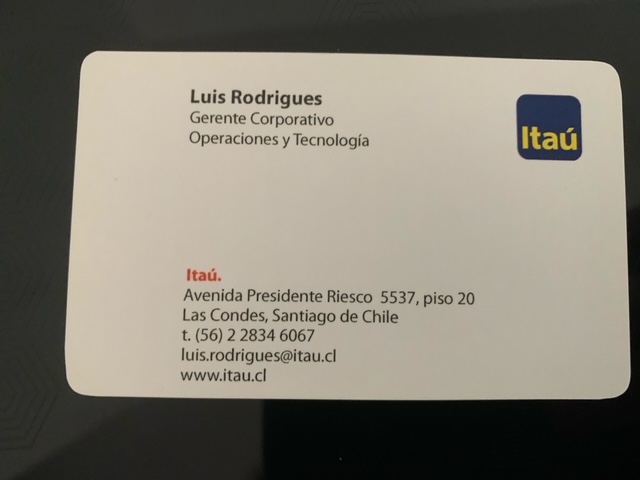 Luis Rodrigues
Gerente Corporativo
Operaciones y Tecnología
Itaú
Itaú.
Avenida Presidente Riesco 5537, piso 20
Las Condes, Santiago de Chile
t. (56) 2 2834 6067
luis.rodrigues@itau.cl
www.itau.cl